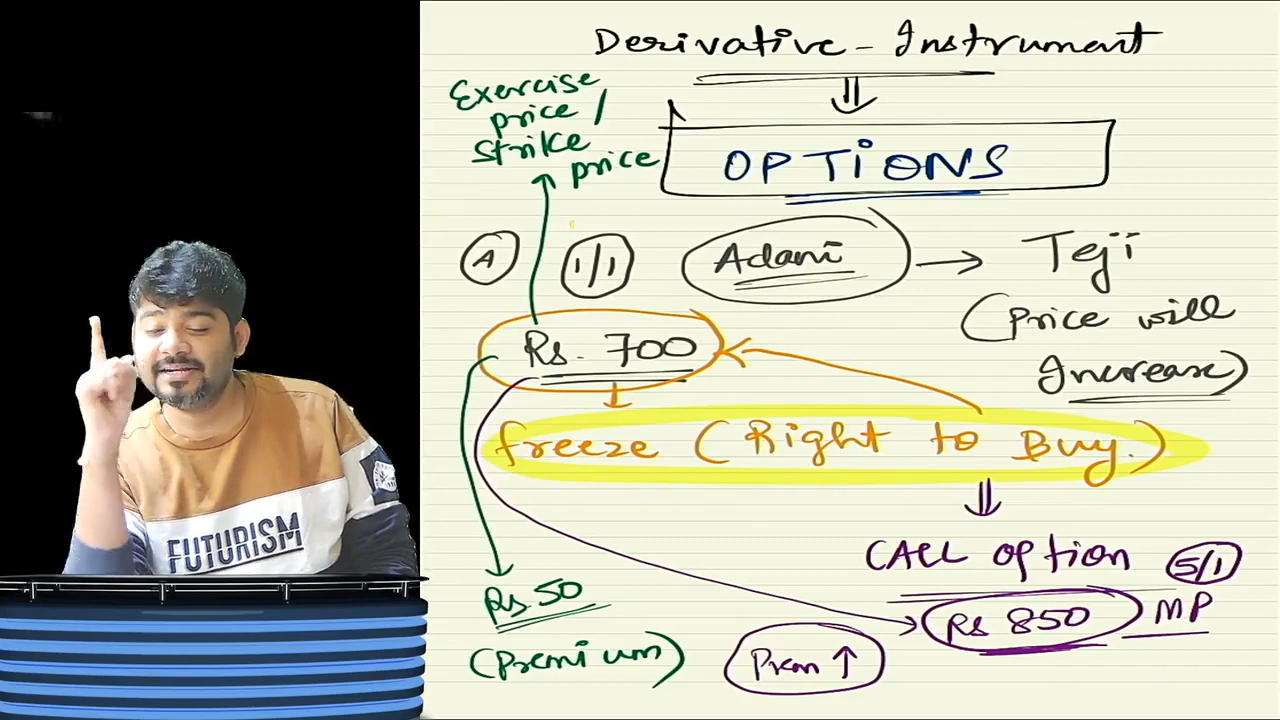 Derivative - Instrument
⇓
Exercise
price /
Strike
price
OPTIONS
A
1/1
Adani → Teji
(Price will
Increase)
Rs. 700
freeze (Right to Buy.)
⇓
CALL option
5/1
Rs 850 MP
Rs. 50
(Premium)
Prem ↑
FUTURISM